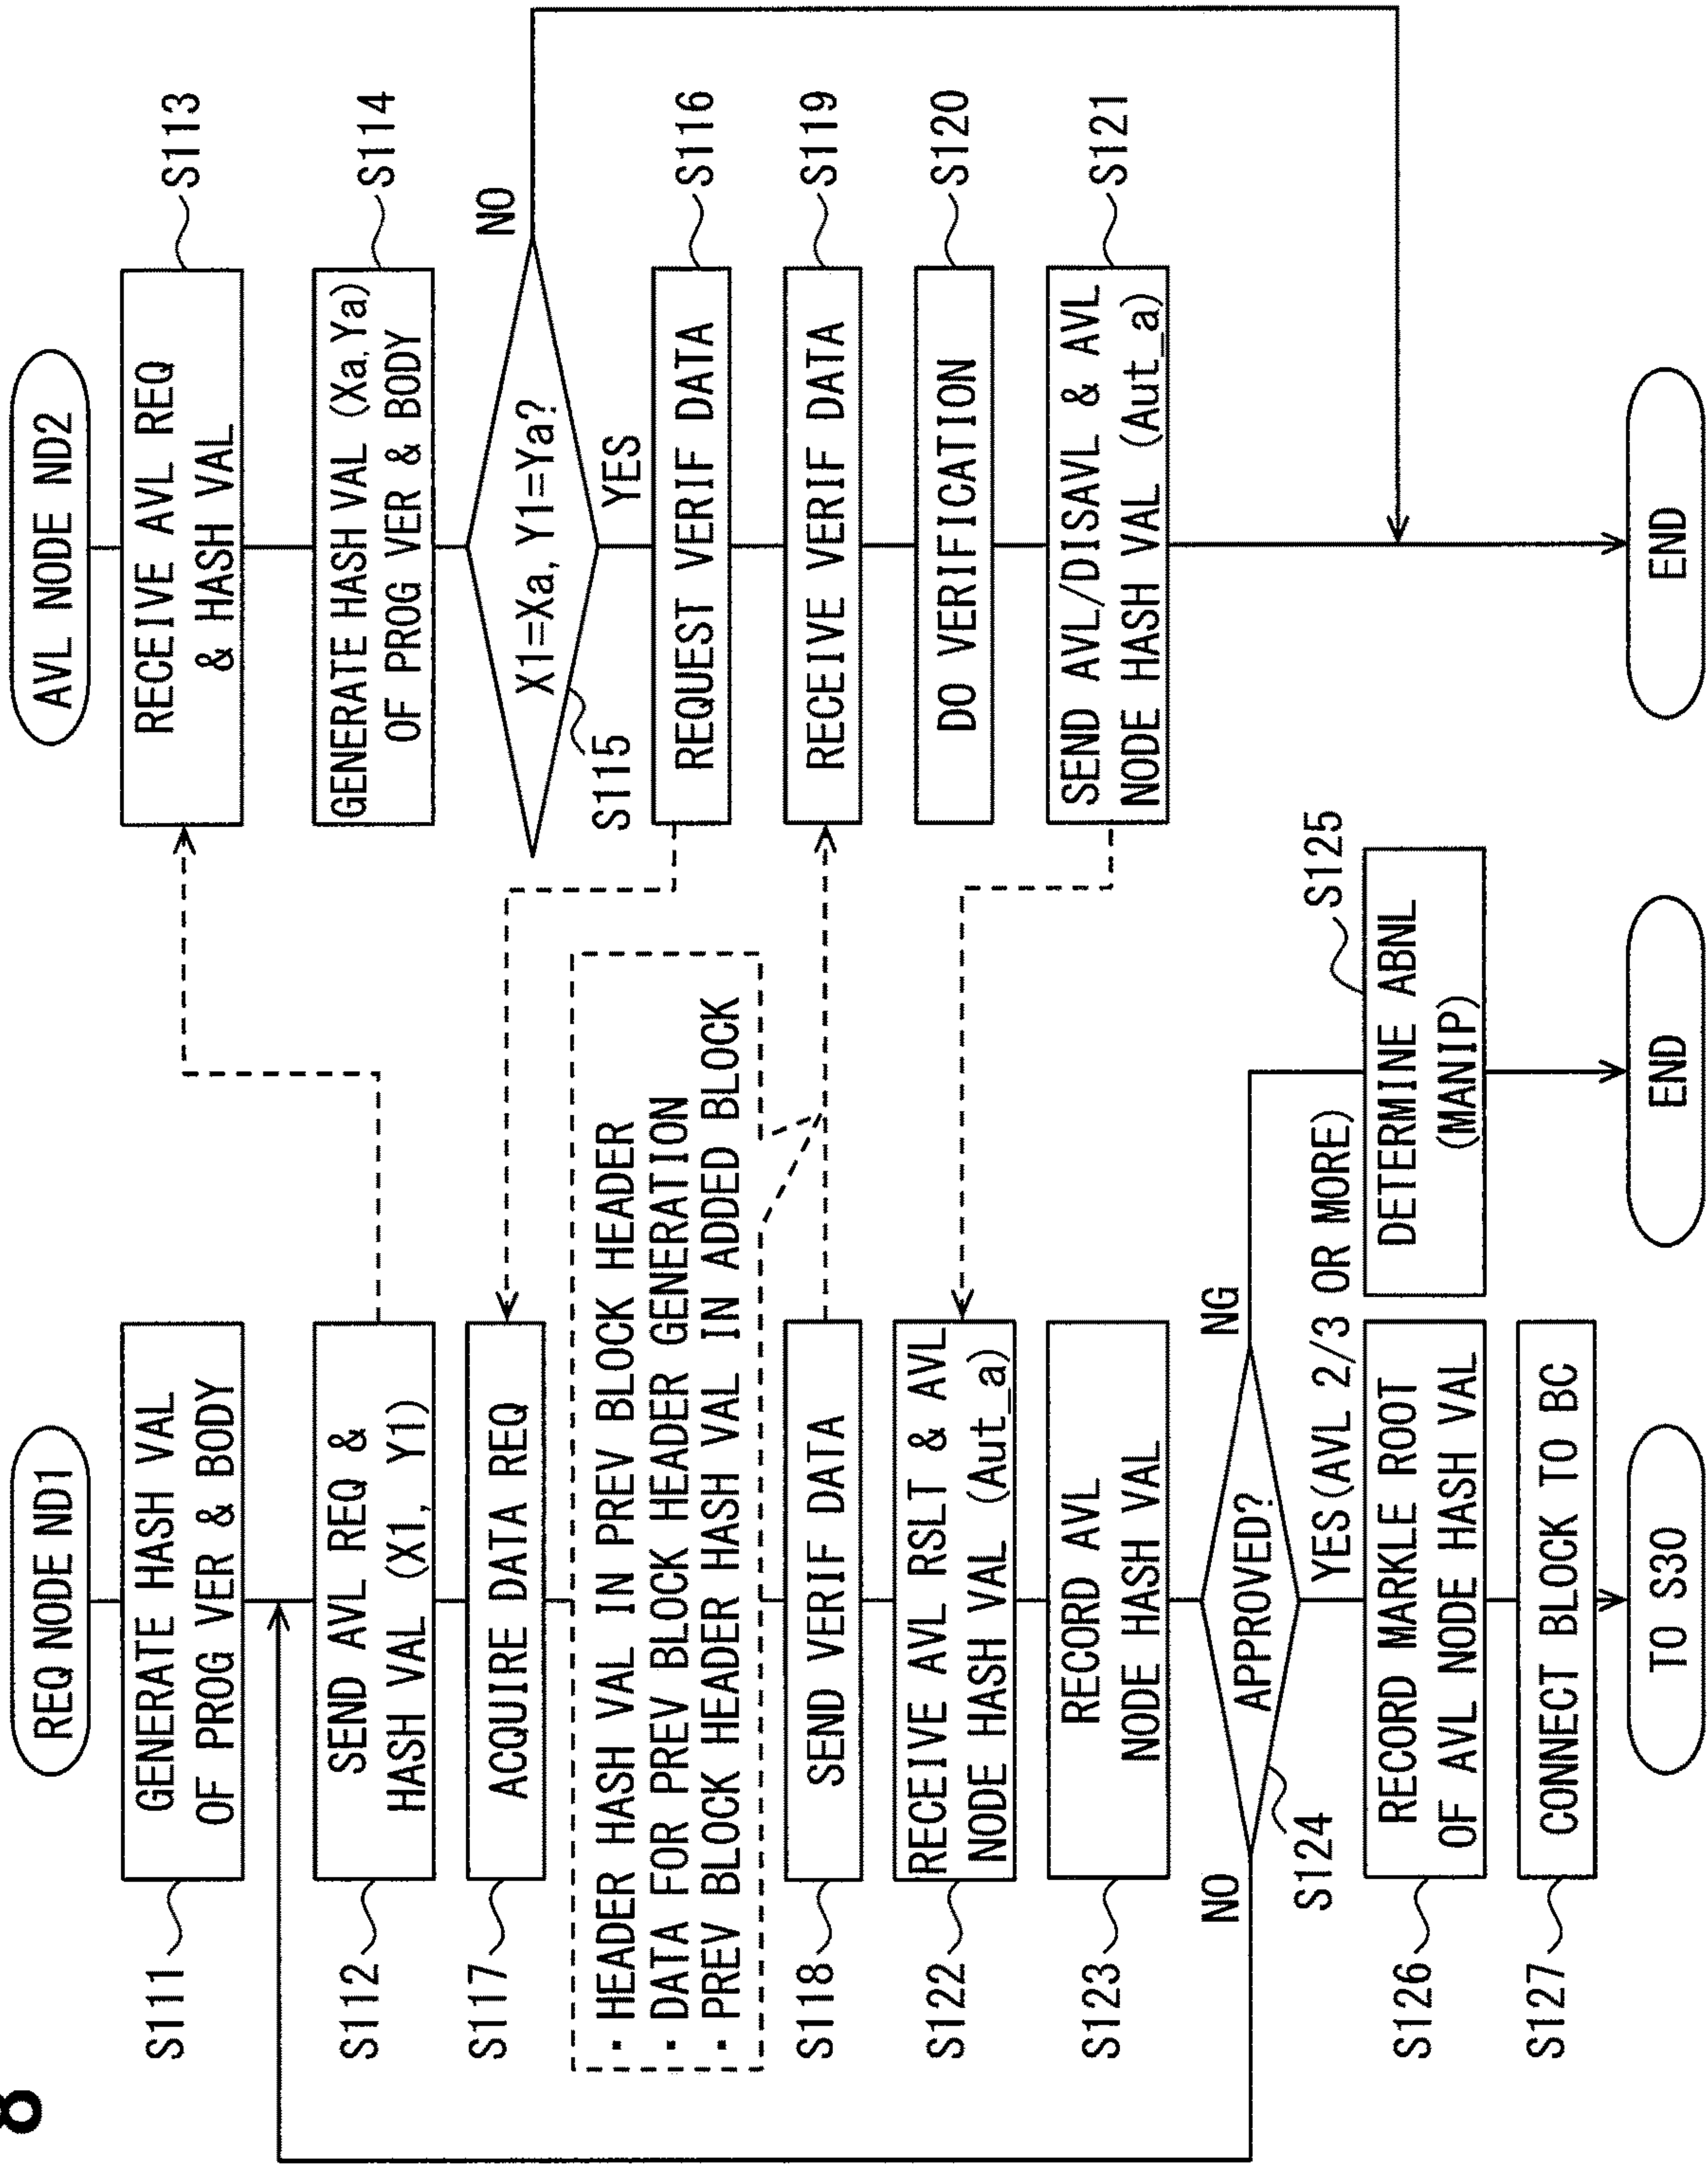 8
REQ NODE ND1
S111
GENERATE HASH VAL
OF PROG VER & BODY
S112
SEND AVL REQ &
HASH VAL (X1, Y1)
S117
ACQUIRE DATA REQ
· HEADER HASH VAL IN PREV BLOCK HEADER
· DATA FOR PREV BLOCK HEADER GENERATION
· PREV BLOCK HEADER HASH VAL IN ADDED BLOCK
S118
SEND VERIF DATA
S122
RECEIVE AVL RSLT & AVL
NODE HASH VAL (Aut_a)
S123
RECORD AVL
NODE HASH VAL
NO
APPROVED?
NG
S124
YES (AVL 2/3 OR MORE)
S125
DETERMINE ABNL
(MANIP)
END
S126
RECORD MARKLE ROOT
OF AVL NODE HASH VAL
S127
CONNECT BLOCK TO BC
TO S30
AVL NODE ND2
RECEIVE AVL REQ
& HASH VAL
S113
GENERATE HASH VAL (Xa,Ya)
OF PROG VER & BODY
S114
X1=Xa, Y1=Ya?
NO
S115
YES
REQUEST VERIF DATA
S116
RECEIVE VERIF DATA
S119
DO VERIFICATION
S120
SEND AVL/DISAVL & AVL
NODE HASH VAL (Aut_a)
S121
END